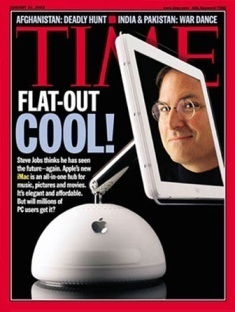 AFGHANISTAN: DEADLY HUNT ■ INDIA & PAKISTAN: WAR DANCE
TIME
FLAT-OUT
COOL!
Steve Jobs thinks he has seen
the future—again. Apple's new
iMac is an all-in-one hub for
music, pictures and movies.
It's elegant and affordable.
But will millions of
PC users get it?